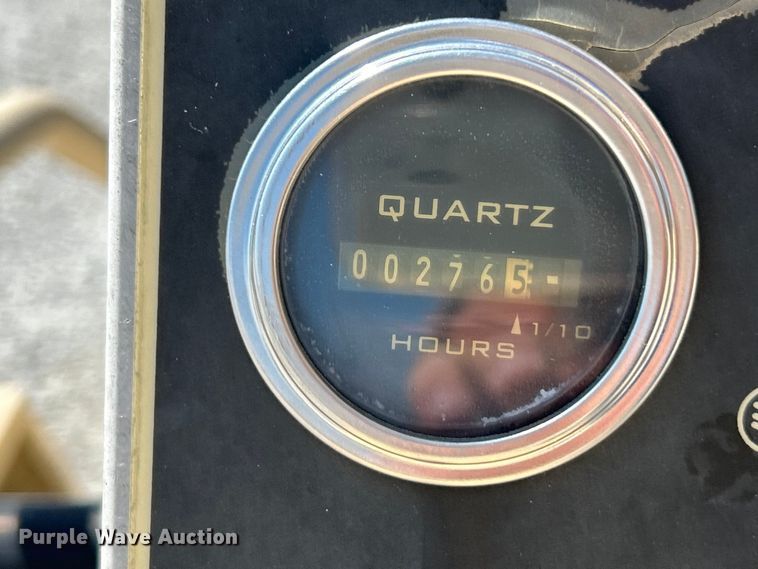 QUARTZ
002765
1/10
HOURS
Purple Wave Auction